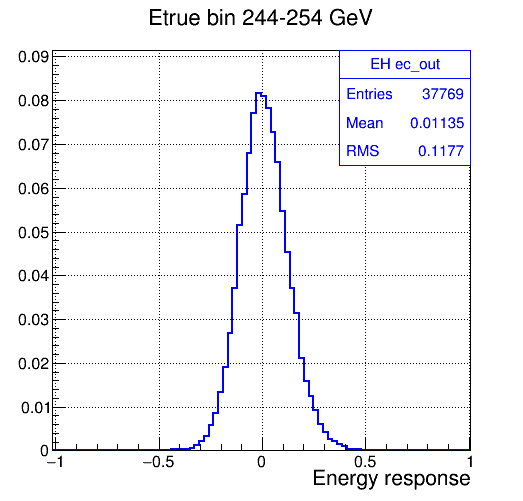 Etrue bin 244-254 GeV
EH ec_out
Entries 37769
Mean 0.01135
RMS 0.1177
0.09
0.08
0.07
0.06
0.05
0.04
0.03
0.02
0.01
0
−1 −0.5 0 0.5 1
Energy response